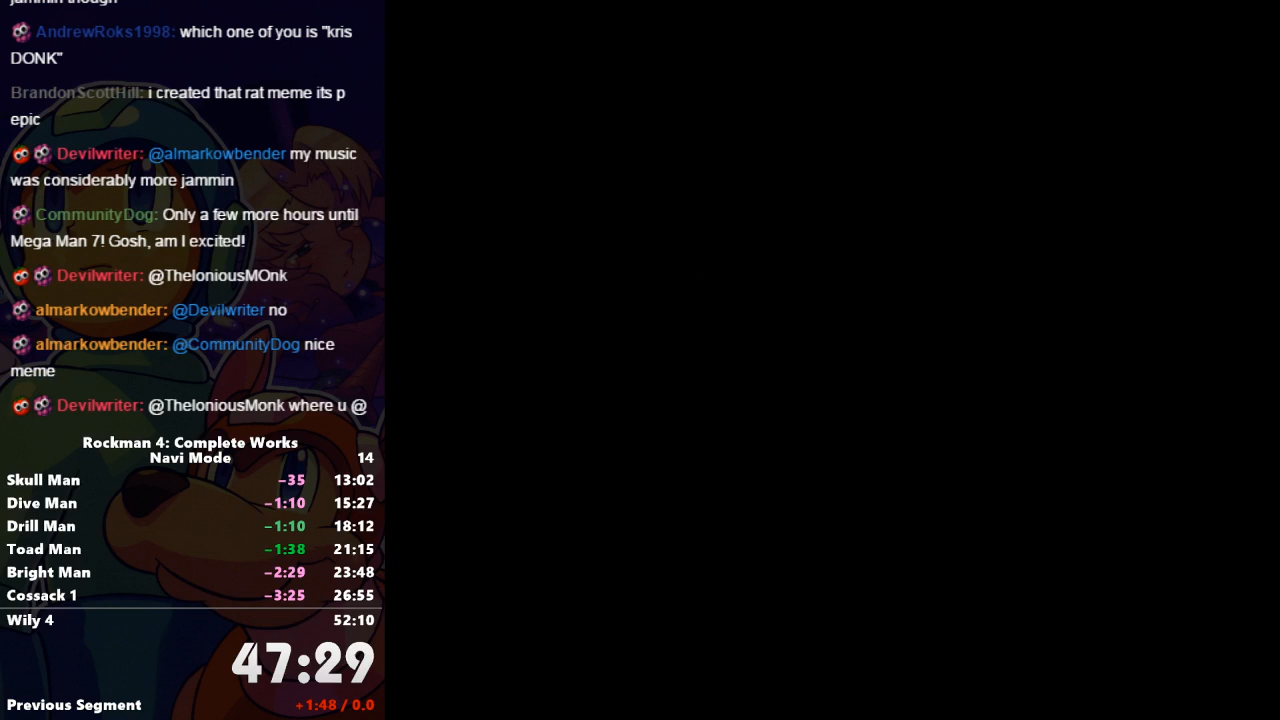 AndrewRoks1998: which one of you is "kris
DONK"
BrandonScottHill: i created that rat meme its p
epic
Devilwriter: @almarkowbender my music
was considerably more jammin
CommunityDog: Only a few more hours until
Mega Man 7! Gosh, am I excited!
Devilwriter: @TheloniousMOnk
almarkowbender: @Devilwriter no
almarkowbender: @CommunityDog nice
meme
Devilwriter: @TheloniousMonk where u @
Rockman 4: Complete Works
Navi Mode 14
Skull Man −35 13:02
Dive Man −1:10 15:27
Drill Man −1:10 18:12
Toad Man −1:38 21:15
Bright Man −2:29 23:48
Cossack 1 −3:25 26:55
Wily 4 52:10
47:29
Previous Segment +1:48 / 0.0